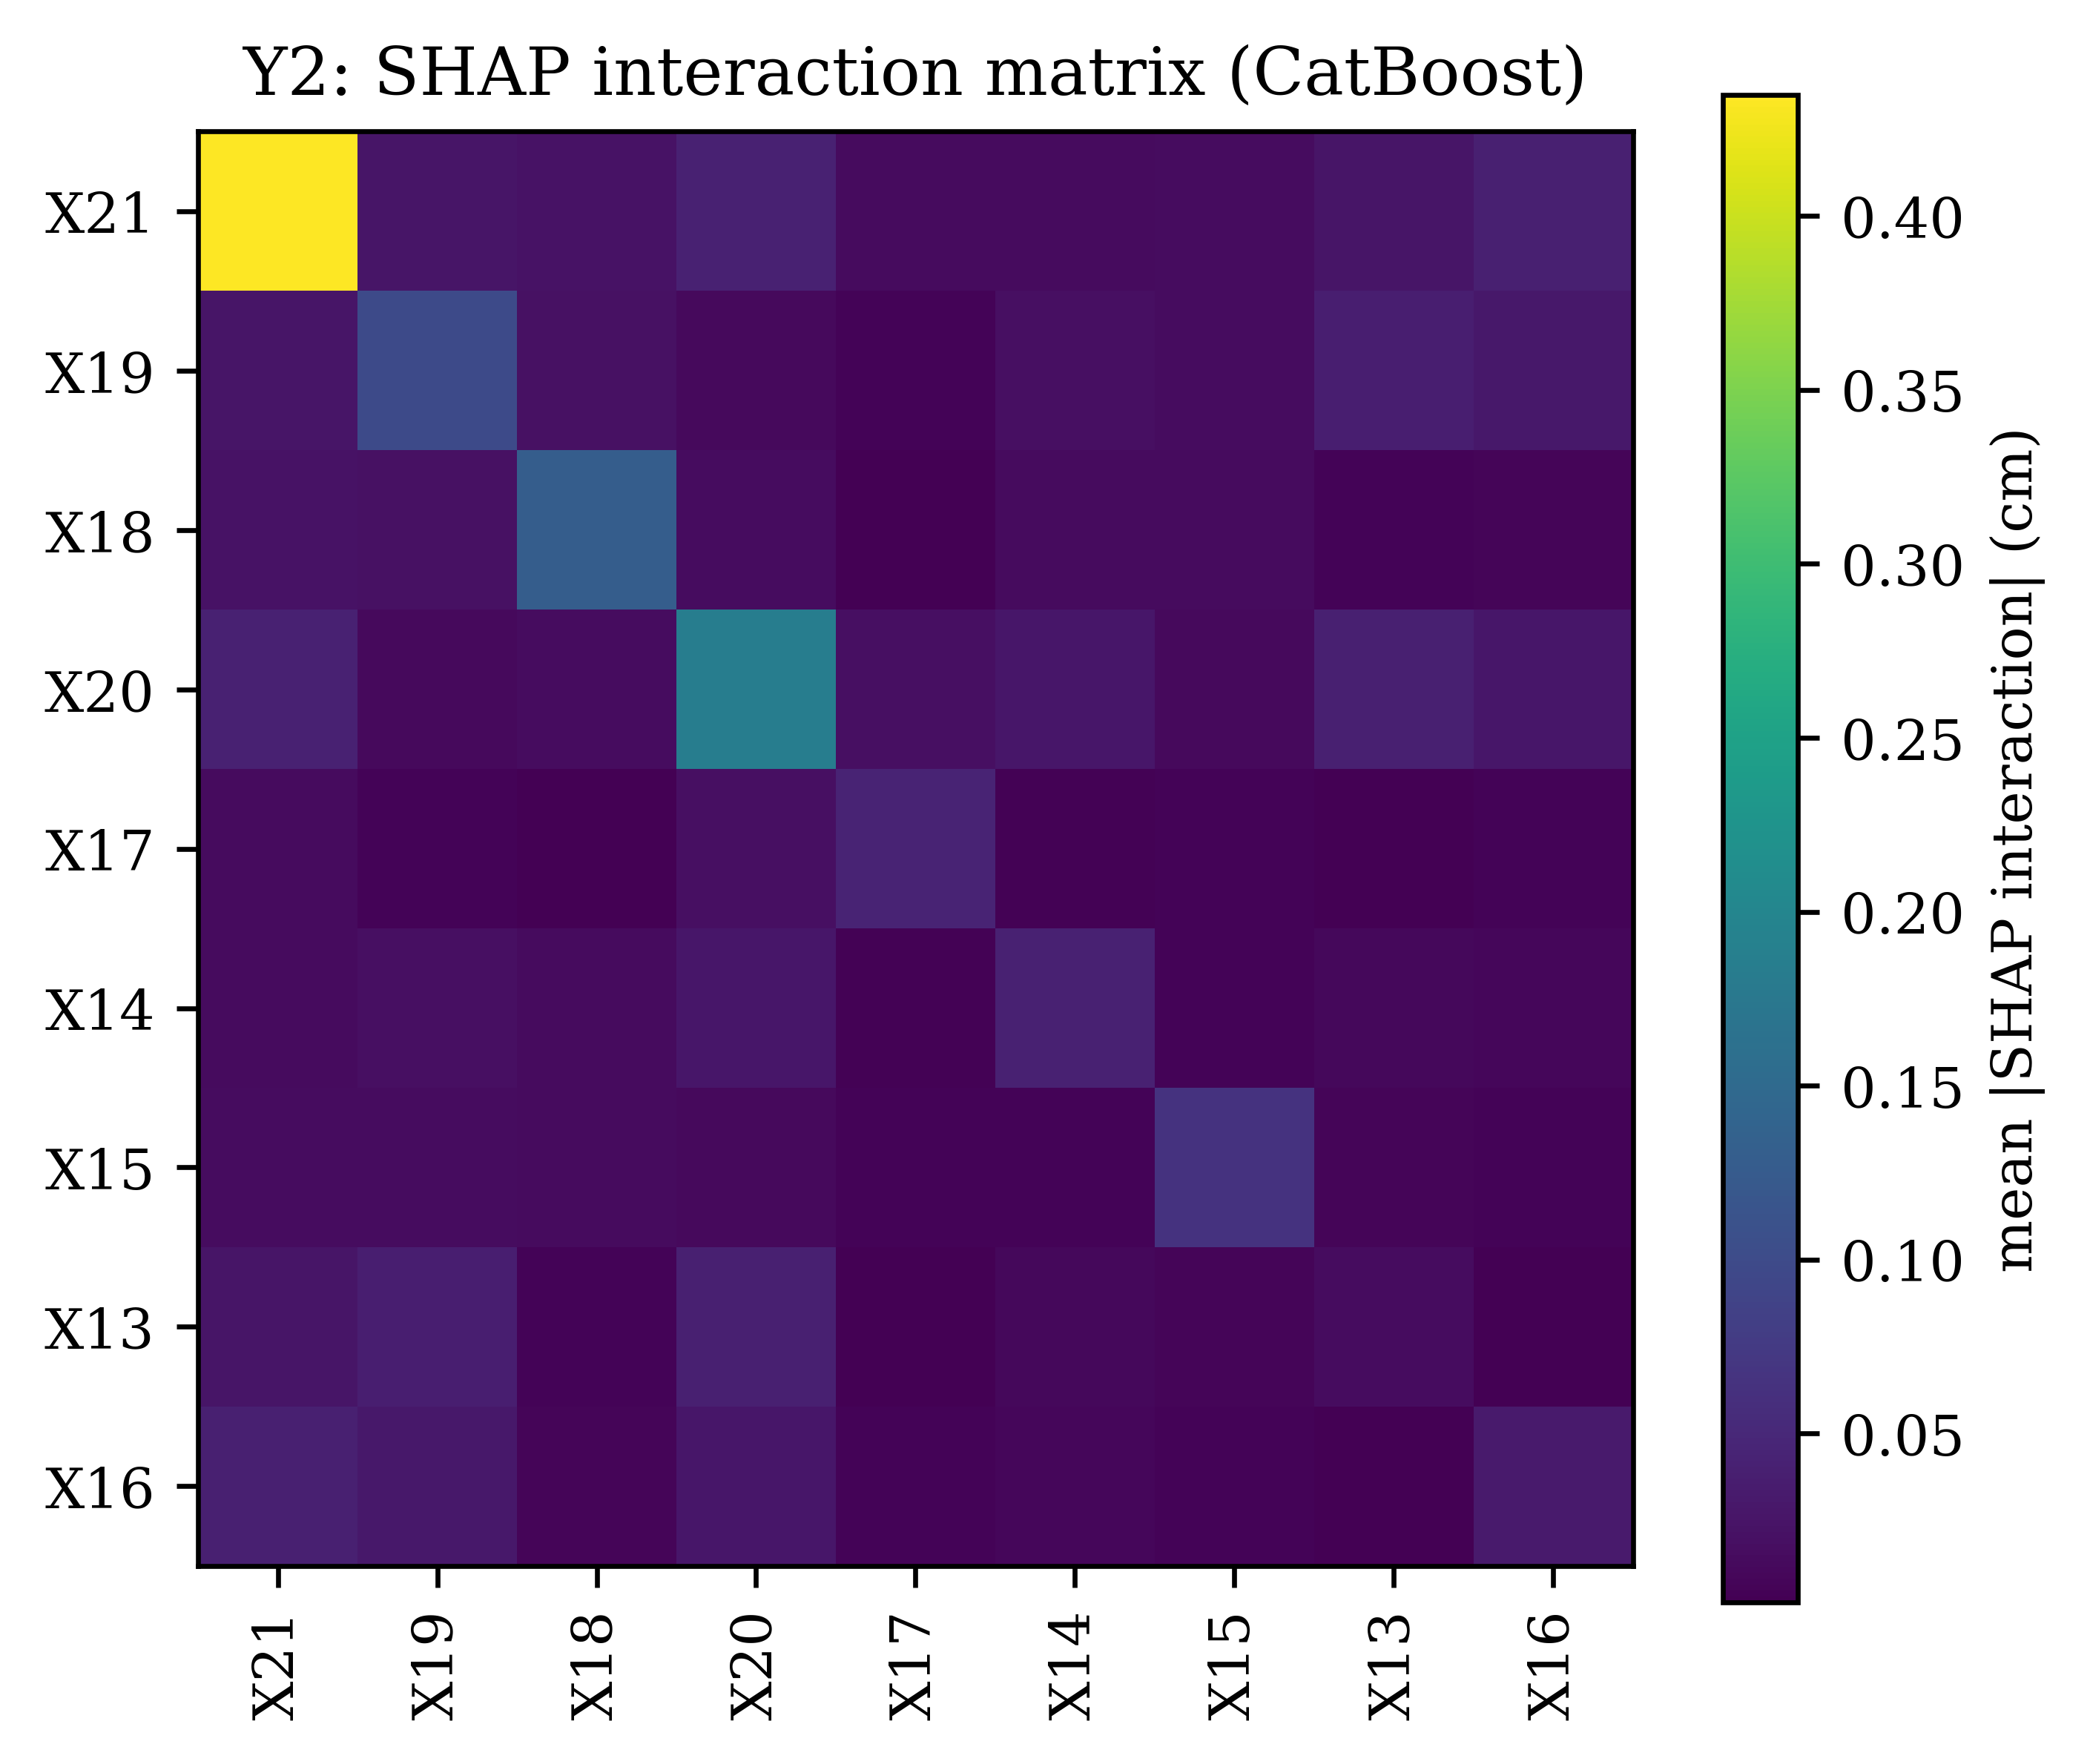 Y2: SHAP interaction matrix (CatBoost)
X21
X19
X18
X20
X17
X14
X15
X13
X16
X21
X19
X18
X20
X17
X14
X15
X13
X16
0.40
0.35
0.30
0.25
0.20
0.15
0.10
0.05
mean |SHAP interaction| (cm)